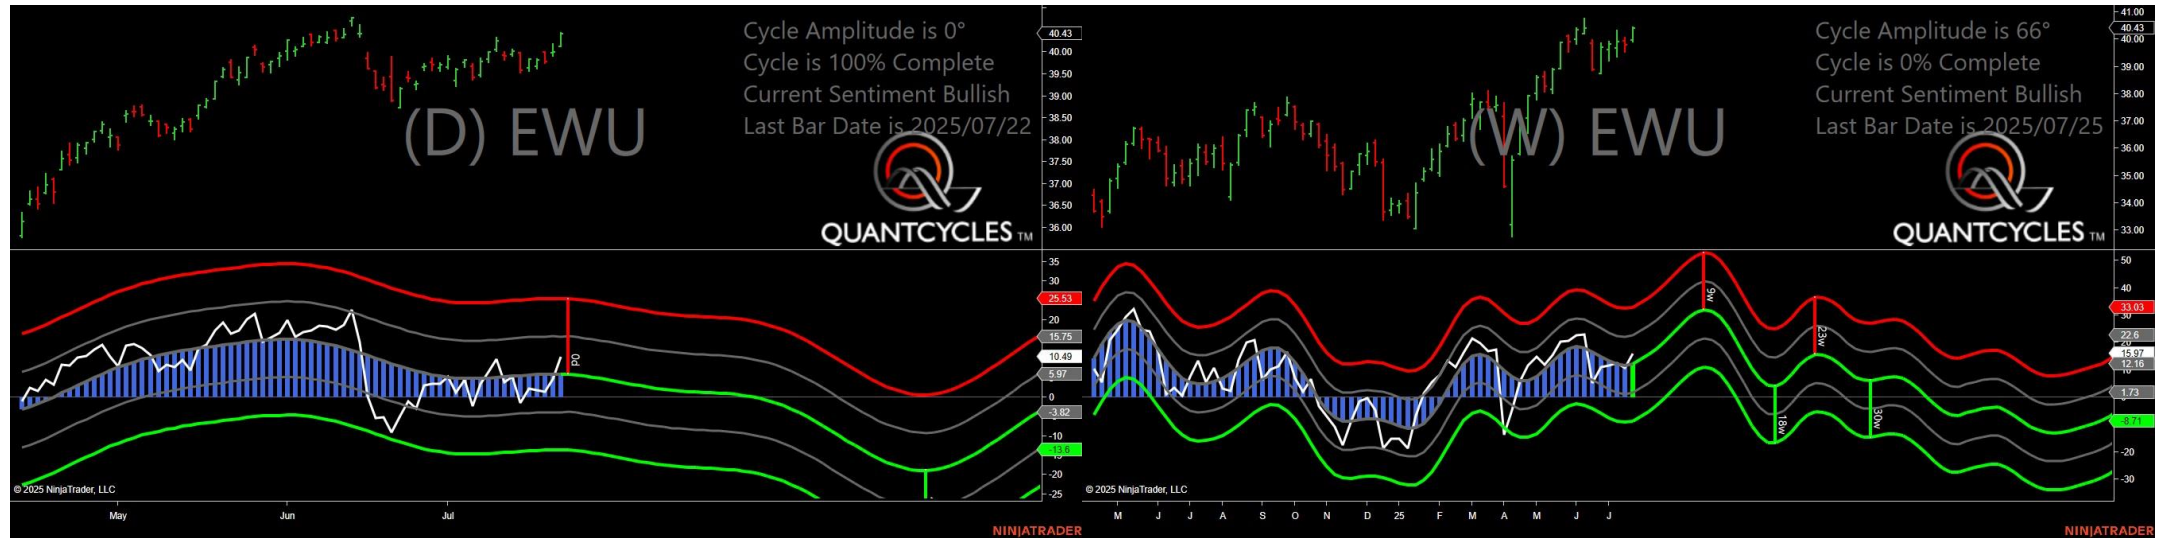 Cycle Amplitude is 0°
Cycle is 100% Complete
Current Sentiment Bullish
Last Bar Date is 2025/07/22
(D) EWU
QUANTCYCLES TM
40.43
40.00
39.50
39.00
38.50
38.00
37.50
37.00
36.50
36.00
35
30
25.53
20
15.75
10.49
5.97
0
-3.82
-10
-13.6
-20
-25
0d
© 2025 NinjaTrader, LLC
May Jun Jul
NINJATRADER
Cycle Amplitude is 66°
Cycle is 0% Complete
Current Sentiment Bullish
Last Bar Date is 2025/07/25
(W) EWU
QUANTCYCLES TM
41.00
40.43
40.00
39.00
38.00
37.00
36.00
35.00
34.00
33.00
50
40
33.03
30
22.6
15.97
12.16
1.73
-8.71
-20
-30
9w
18w
23w
30w
© 2025 NinjaTrader, LLC
M J J A S O N D 25 F M A M J J
NINJATRADER